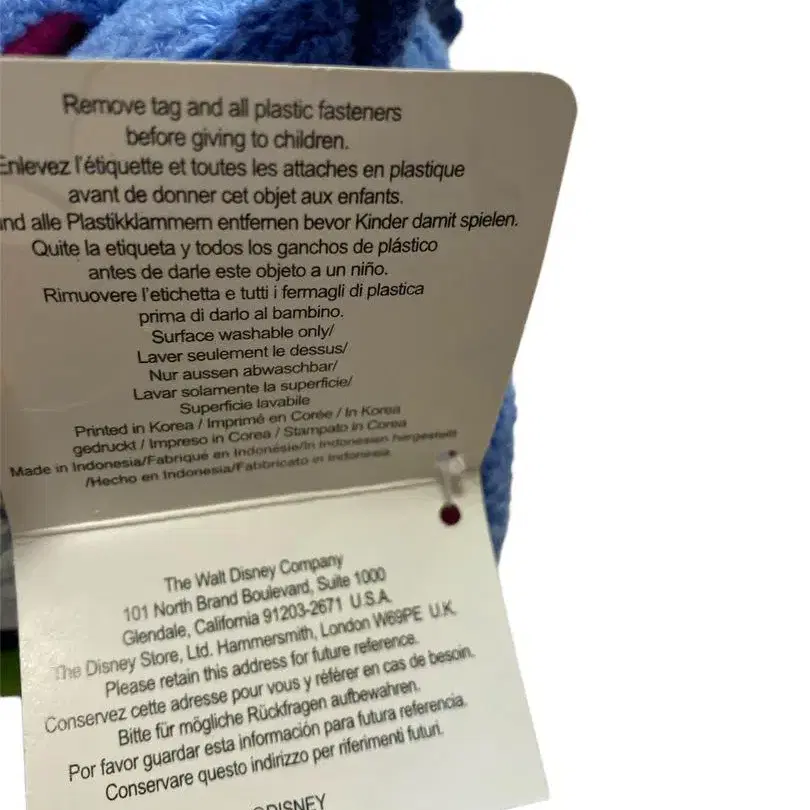 Remove tag and all plastic fasteners
before giving to children.
Enlevez l'étiquette et toutes les attaches en plastique
avant de donner cet objet aux enfants.
und alle Plastikklammern entfernen bevor Kinder damit spielen.
Quite la etiqueta y todos los ganchos de plástico
antes de darle este objeto a un niño.
Rimuovere l'etichetta e tutti i fermagli di plastica
prima di darlo al bambino.
Surface washable only/
Laver seulement le dessus/
Nur aussen abwaschbar/
Lavar solamente la superficie/
Superficie lavabile
Printed in Korea / Imprimé en Corée / In Korea
gedruckt / Impreso in Corea / Stampato in Corea
Made in Indonesia/Fabriqué en Indonésie/In Indonesien hergestellt
/Hecho en Indonesia/Fabbricato in Indonesia
The Walt Disney Company
101 North Brand Boulevard, Suite 1000
Glendale, California 91203-2671 U.S.A.
The Disney Store, Ltd. Hammersmith, London W69PE U.K.
Please retain this address for future reference.
Conservez cette adresse pour vous y référer en cas de besoin.
Bitte für mögliche Rückfragen aufbewahren.
Por favor guardar esta información para futura referencia.
Conservare questo indirizzo per riferimenti futuri.
©DISNEY